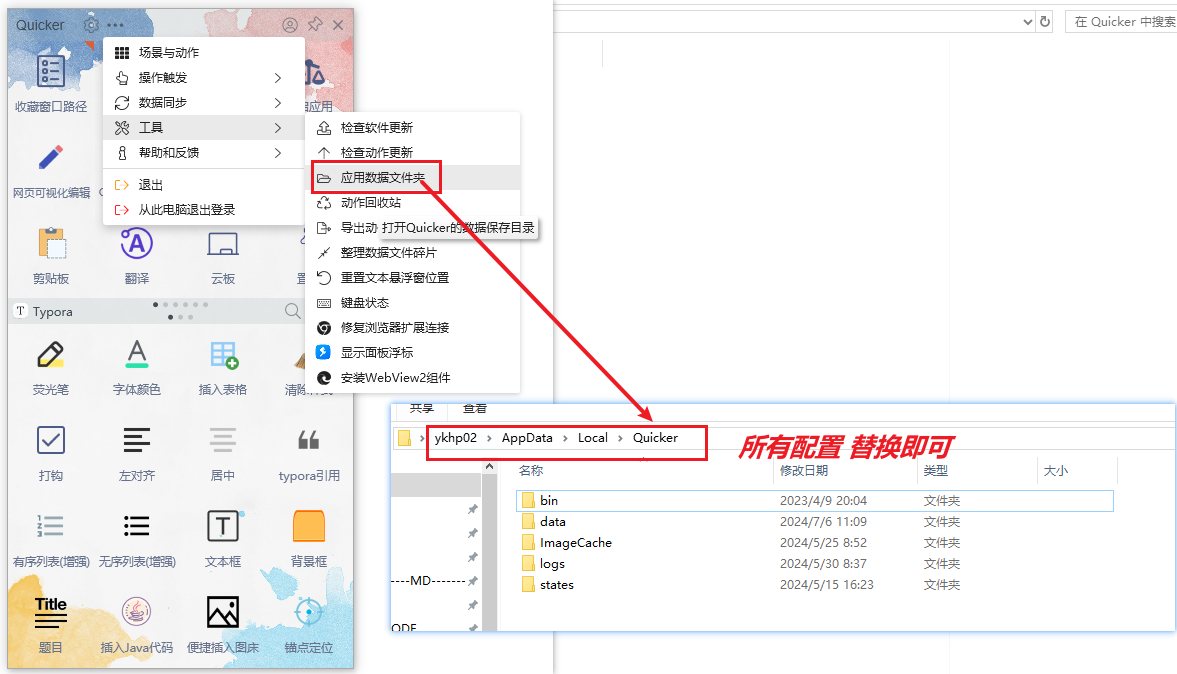 Quicker
在 Quicker 中搜索
场景与动作
操作触发
数据同步
工具
帮助和反馈
退出
从此电脑退出登录
收藏窗口路径
网页可视化编辑
应用
检查软件更新
检查动作更新
应用数据文件夹
动作回收站
导出动
打开Quicker的数据保存目录
整理数据文件碎片
重置文本悬浮窗位置
键盘状态
修复浏览器扩展连接
显示面板浮标
安装WebView2组件
剪贴板
翻译
云板
置
Typora
荧光笔
字体颜色
插入表格
清除
打钩
左对齐
居中
typora引用
有序列表(增强)
无序列表(增强)
文本框
背景框
Title
题目
插入Java代码
便捷插入图床
锚点定位
共享
查看
ykhp02 > AppData > Local > Quicker
所有配置 替换即可
名称
修改日期
类型
大小
bin 2023/4/9 20:04 文件夹
data 2024/7/6 11:09 文件夹
ImageCache 2024/5/25 8:52 文件夹
logs 2024/5/30 8:37 文件夹
states 2024/5/15 16:23 文件夹
----MD-------